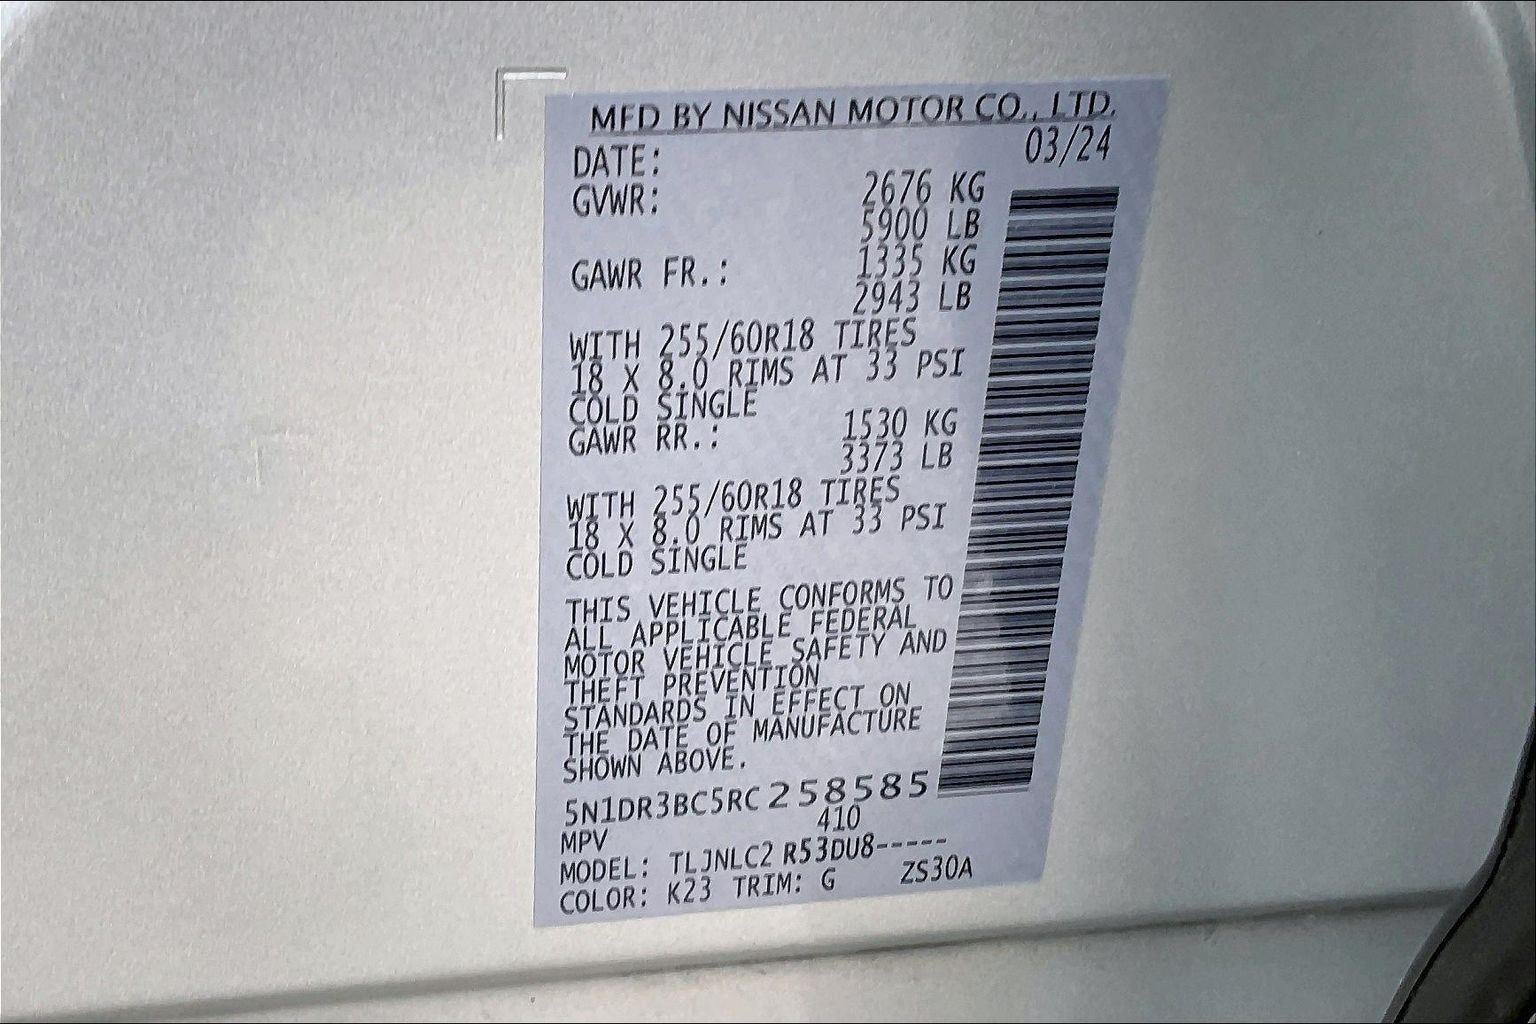 MFD BY NISSAN MOTOR CO., LTD.
DATE: 03/24
GVWR: 2676 KG
5900 LB
GAWR FR.: 1335 KG
2943 LB
WITH 255/60R18 TIRES
18 X 8.0 RIMS AT 33 PSI
COLD SINGLE
GAWR RR.: 1530 KG
3373 LB
WITH 255/60R18 TIRES
18 X 8.0 RIMS AT 33 PSI
COLD SINGLE
THIS VEHICLE CONFORMS TO
ALL APPLICABLE FEDERAL
MOTOR VEHICLE SAFETY AND
THEFT PREVENTION
STANDARDS IN EFFECT ON
THE DATE OF MANUFACTURE
SHOWN ABOVE.
5N1DR3BC5RC258585
MPV 410
MODEL: TLJNLC2 R53DU8-----
COLOR: K23 TRIM: G ZS30A